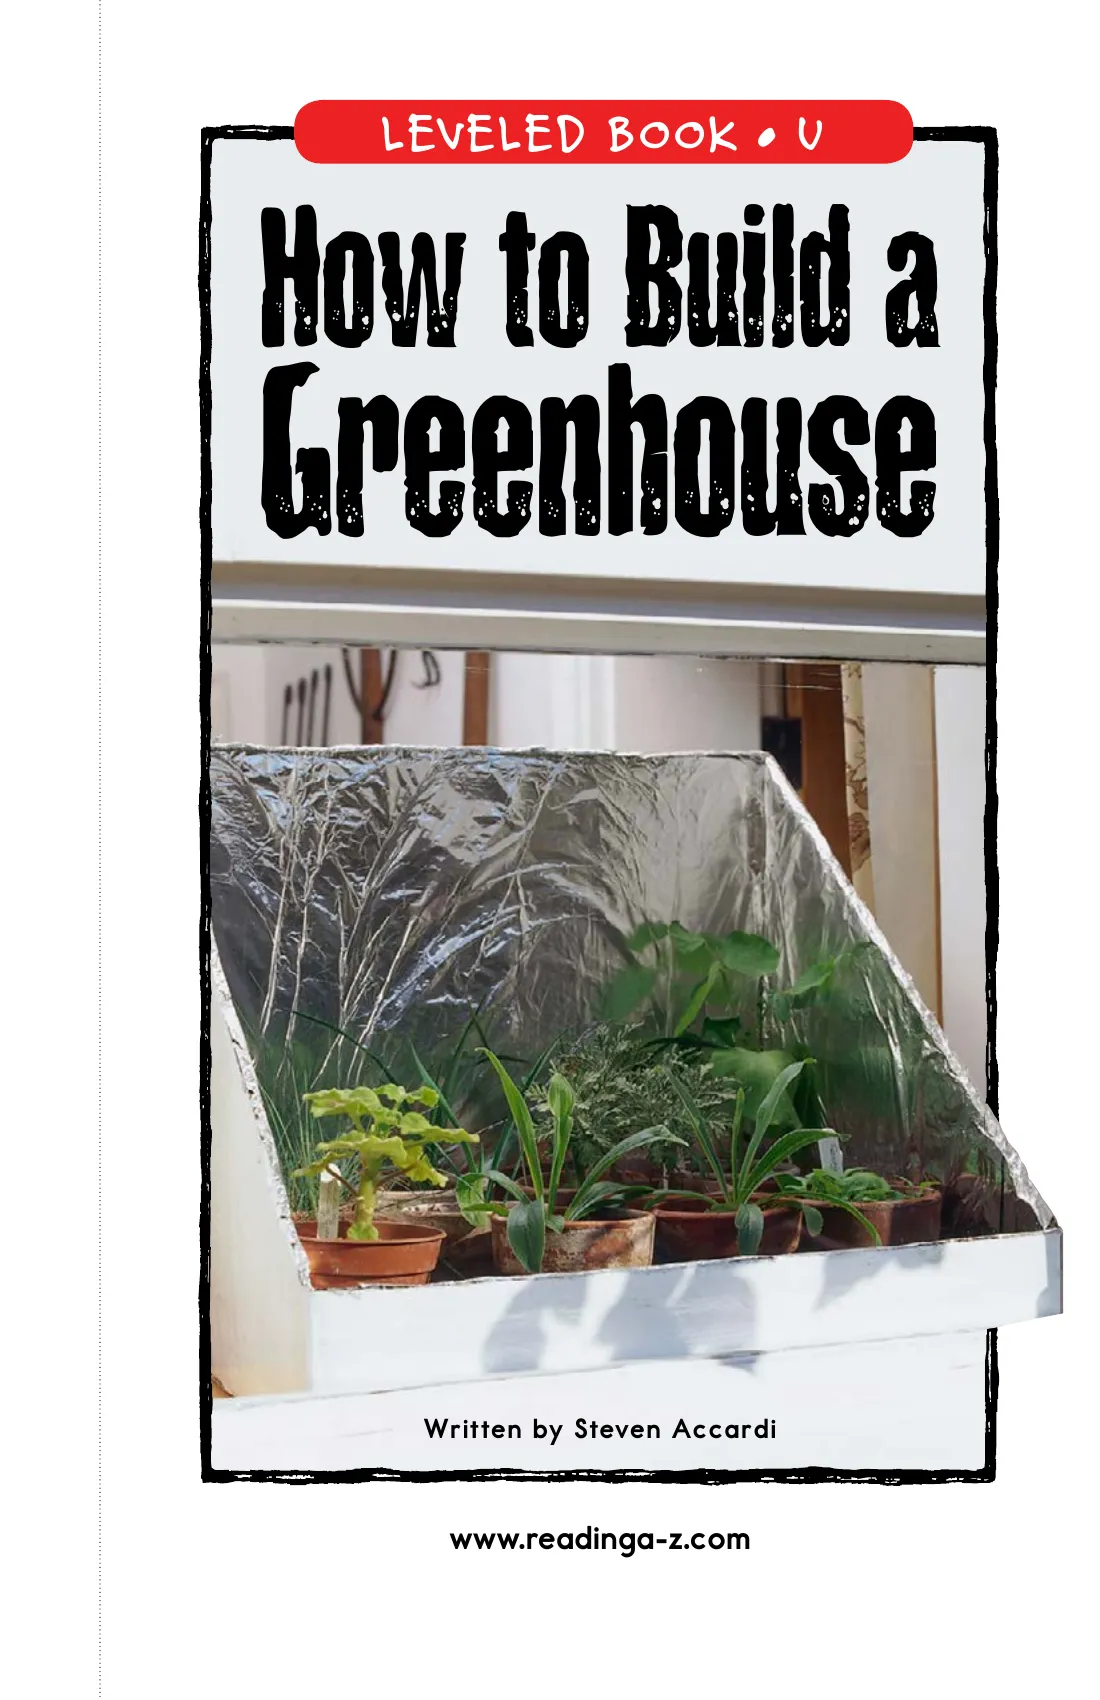 LEVELED BOOK • U
How to Build a
Greenhouse
Written by Steven Accardi
www.readinga-z.com